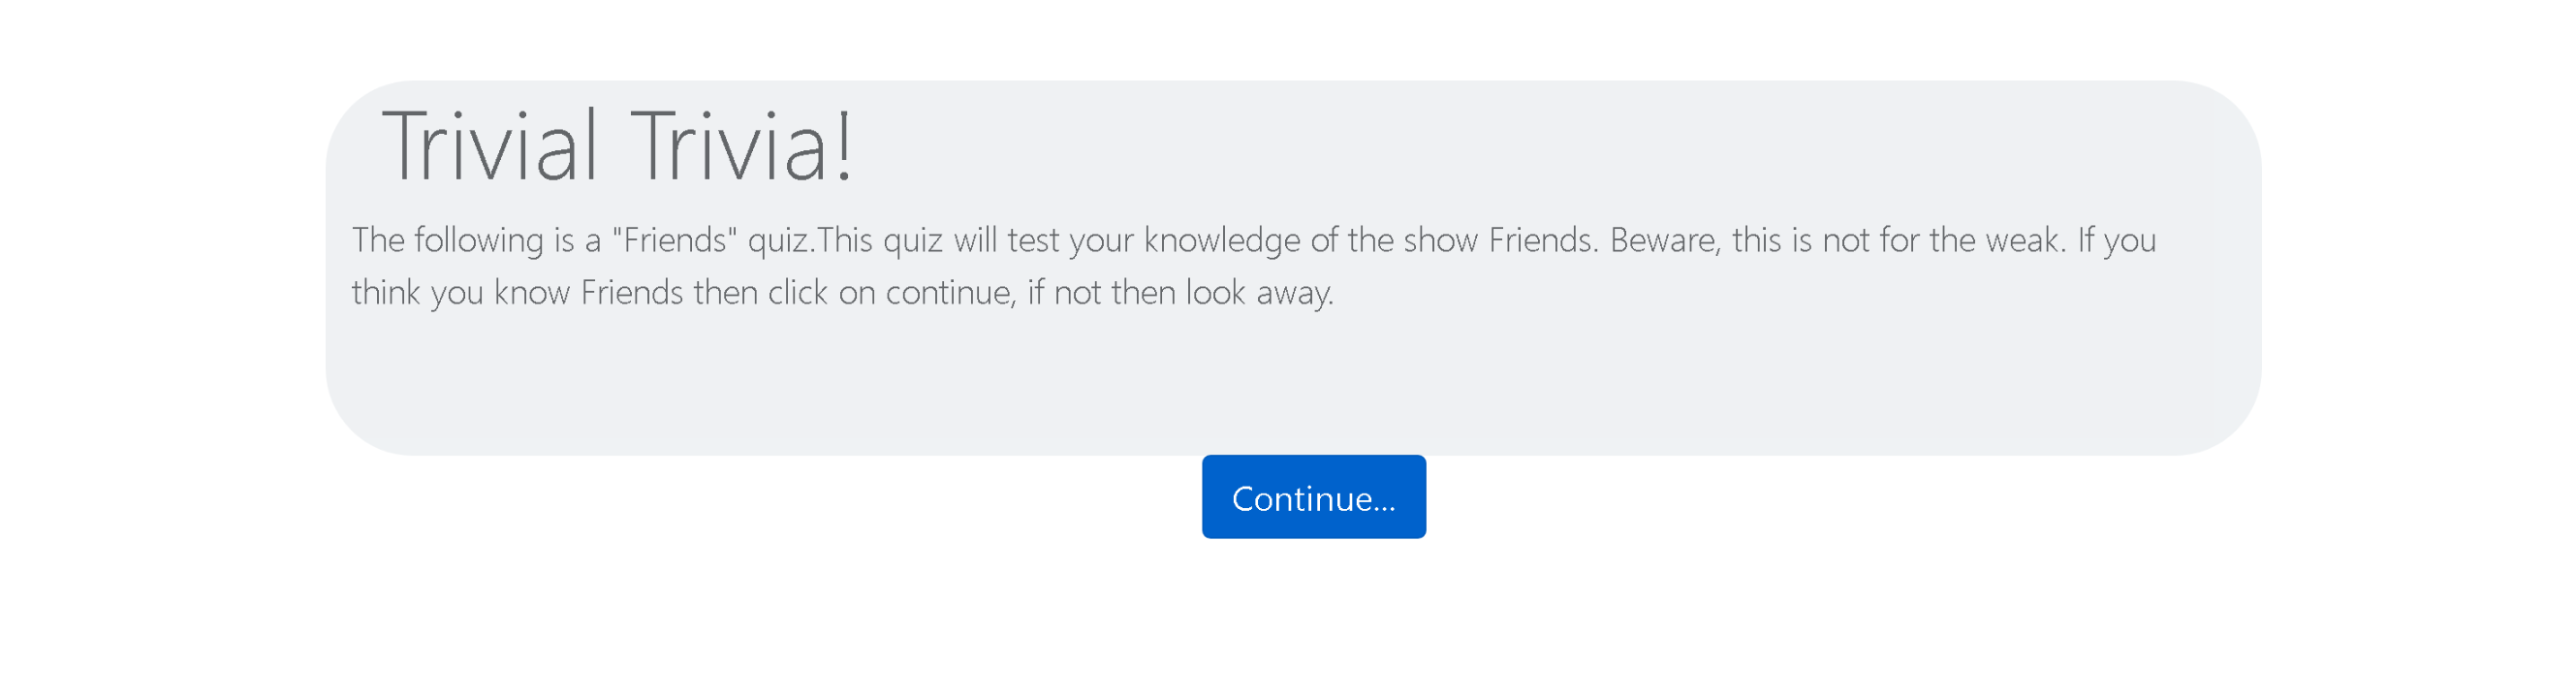 Trivial Trivia!
The following is a "Friends" quiz.This quiz will test your knowledge of the show Friends. Beware, this is not for the weak. If you
think you know Friends then click on continue, if not then look away.
Continue...